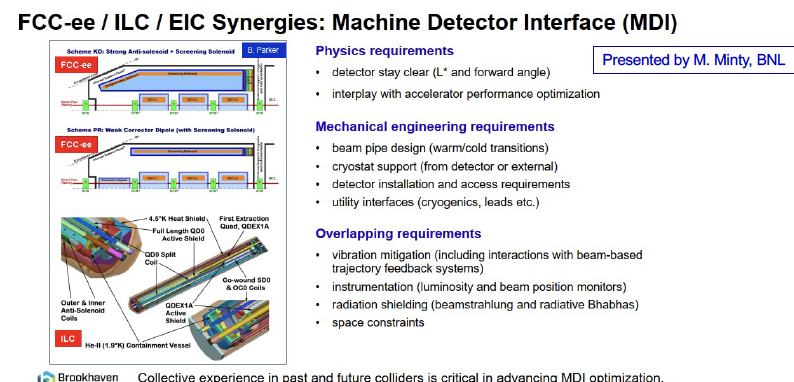 FCC-ee / ILC / EIC Synergies: Machine Detector Interface (MDI)
Scheme KO: Strong Anti-solenoid + Screening Solenoid
B. Parker
FCC-ee
Screening Solenoid
Scheme PR: Weak Corrector Dipole (with Screening Solenoid)
FCC-ee
Screening Solenoid
4.5°K Heat Shield
First Extraction
Quad, QDEX1A
Full Length QD0
Active Shield
QD0 Split
Coil
Co-wound SD0
& OC0 Coils
QDEX1A
Active
Shield
Outer & Inner
Anti-Solenoid
Coils
ILC
He-II (1.9°K) Containment Vessel
Presented by M. Minty, BNL
Physics requirements
• detector stay clear (L* and forward angle)
• interplay with accelerator performance optimization
Mechanical engineering requirements
• beam pipe design (warm/cold transitions)
• cryostat support (from detector or external)
• detector installation and access requirements
• utility interfaces (cryogenics, leads etc.)
Overlapping requirements
• vibration mitigation (including interactions with beam-based
trajectory feedback systems)
• instrumentation (luminosity and beam position monitors)
• radiation shielding (beamstrahlung and radiative Bhabhas)
• space constraints
Brookhaven
Collective experience in past and future colliders is critical in advancing MDI optimization.